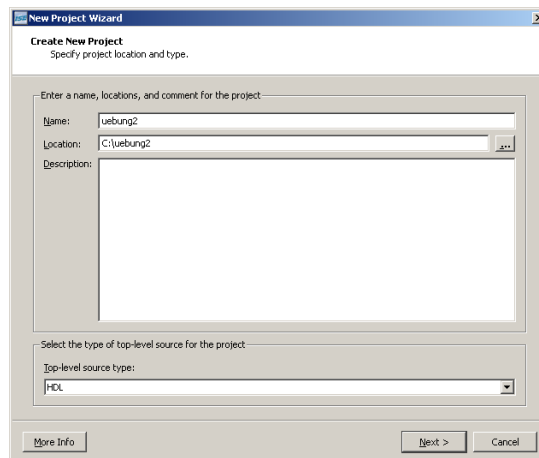 New Project Wizard
Create New Project
Specify project location and type.
Enter a name, locations, and comment for the project
Name: uebung2
Location: C:\uebung2 ...
Description:
Select the type of top-level source for the project
Top-level source type:
HDL
More Info Next > Cancel